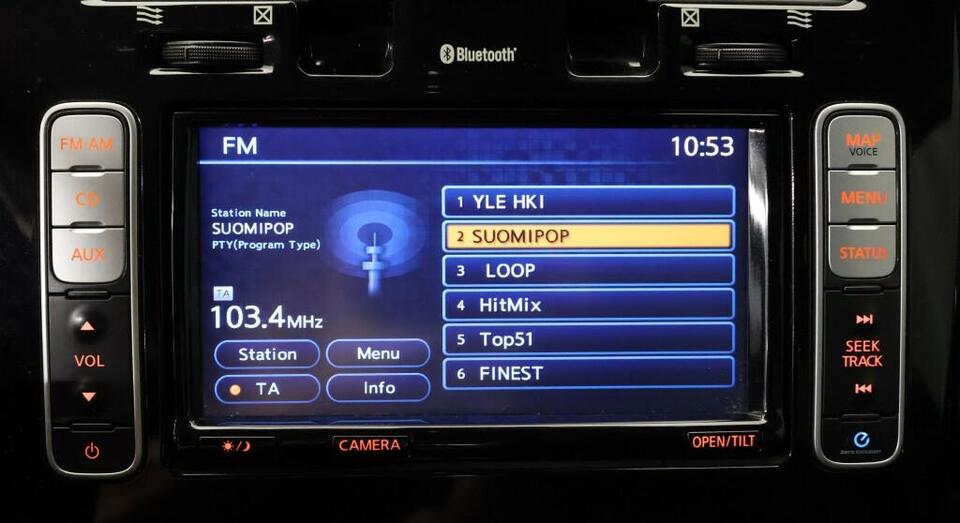 Bluetooth
FM AM
CD
AUX
VOL
FM
10:53
Station Name
SUOMIPOP
PTY(Program Type)
TA
103.4MHz
Station
Menu
TA
Info
1 YLE HKI
2 SUOMIPOP
3 LOOP
4 HitMix
5 Top51
6 FINEST
MAP
VOICE
MENU
STATUS
SEEK
TRACK
Zero Emission
CAMERA
OPEN/TILT